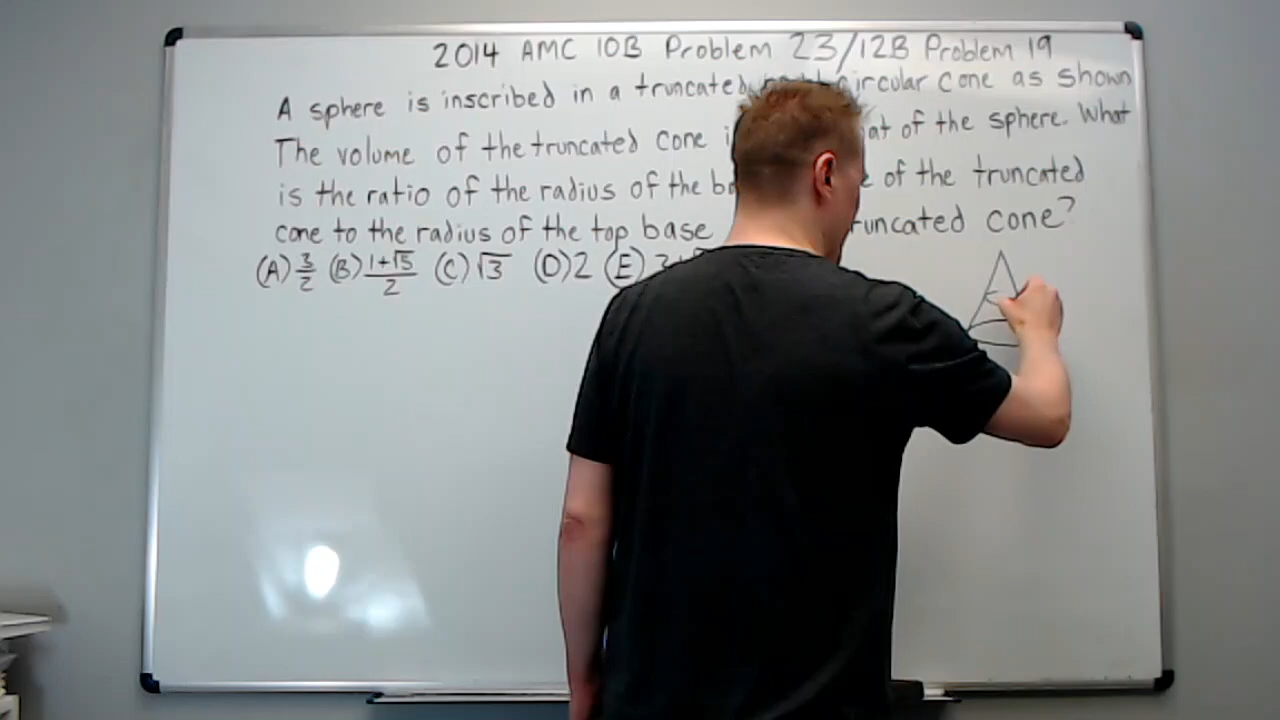 2014 AMC 10B Problem 23/12B Problem 19
A sphere is inscribed in a truncated circular cone as shown
The volume of the truncated cone of the sphere. What
is the ratio of the radius of the of the truncated
cone to the radius of the top base truncated cone?
(A) 3/2 (B) 1+√5/2 (C) √3 (D) 2 (E)